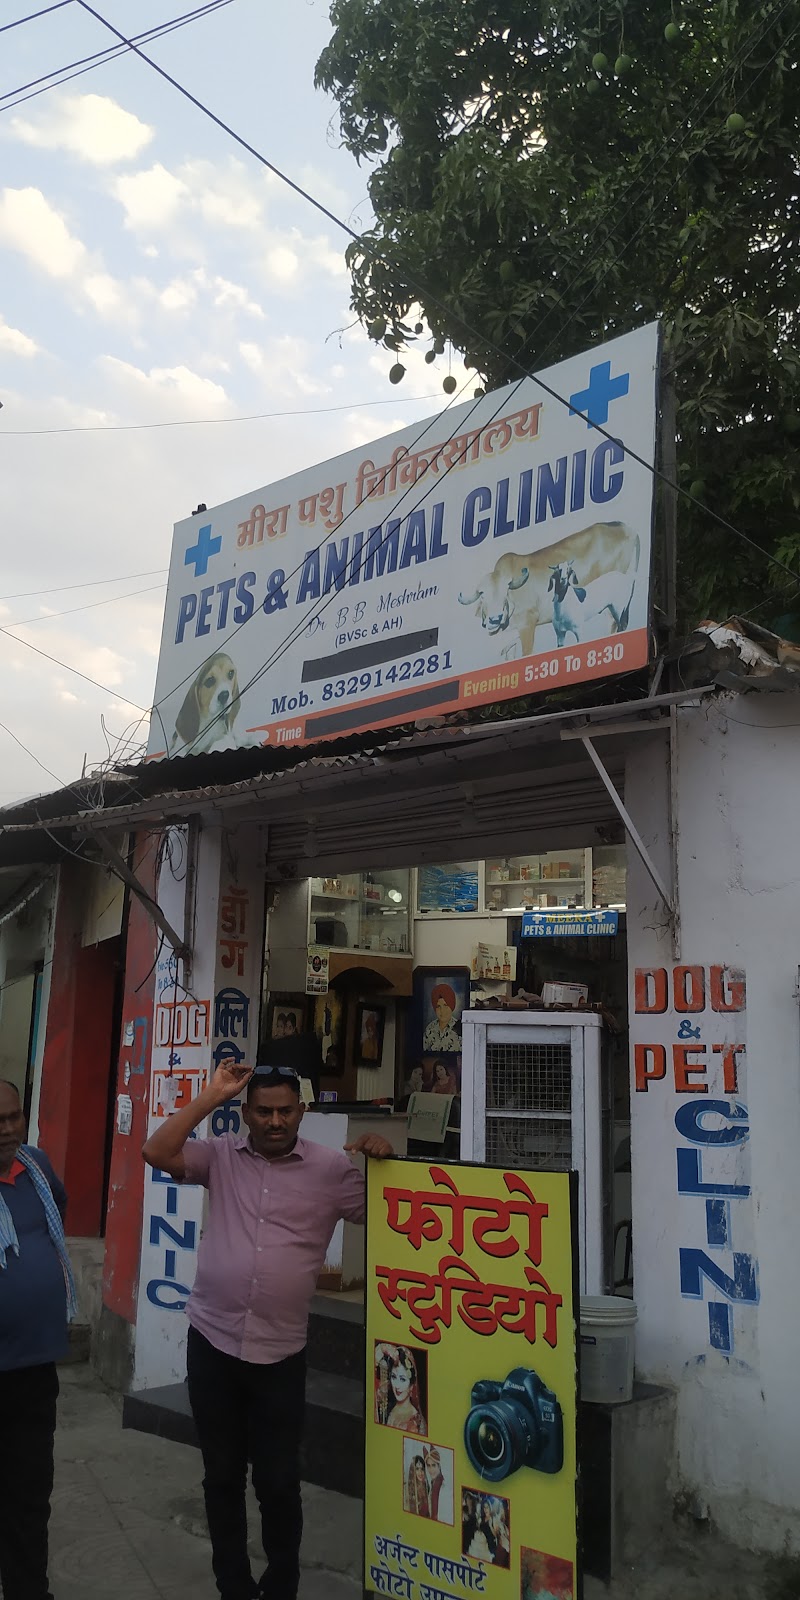 मीरा पशु चिकित्सालय
PETS & ANIMAL CLINIC
Dr. B B Meshram
(BVSc & AH)
Mob. 8329142281
Time Evening 5:30 To 8:30
MEERA
PETS & ANIMAL CLINIC
डॉग
क्लिनिक
DOG
&
PET
CLINIC
DOG
&
PET
CLINIC
फोटो
स्टुडियो
अर्जन्ट पासपोर्ट
फोटो